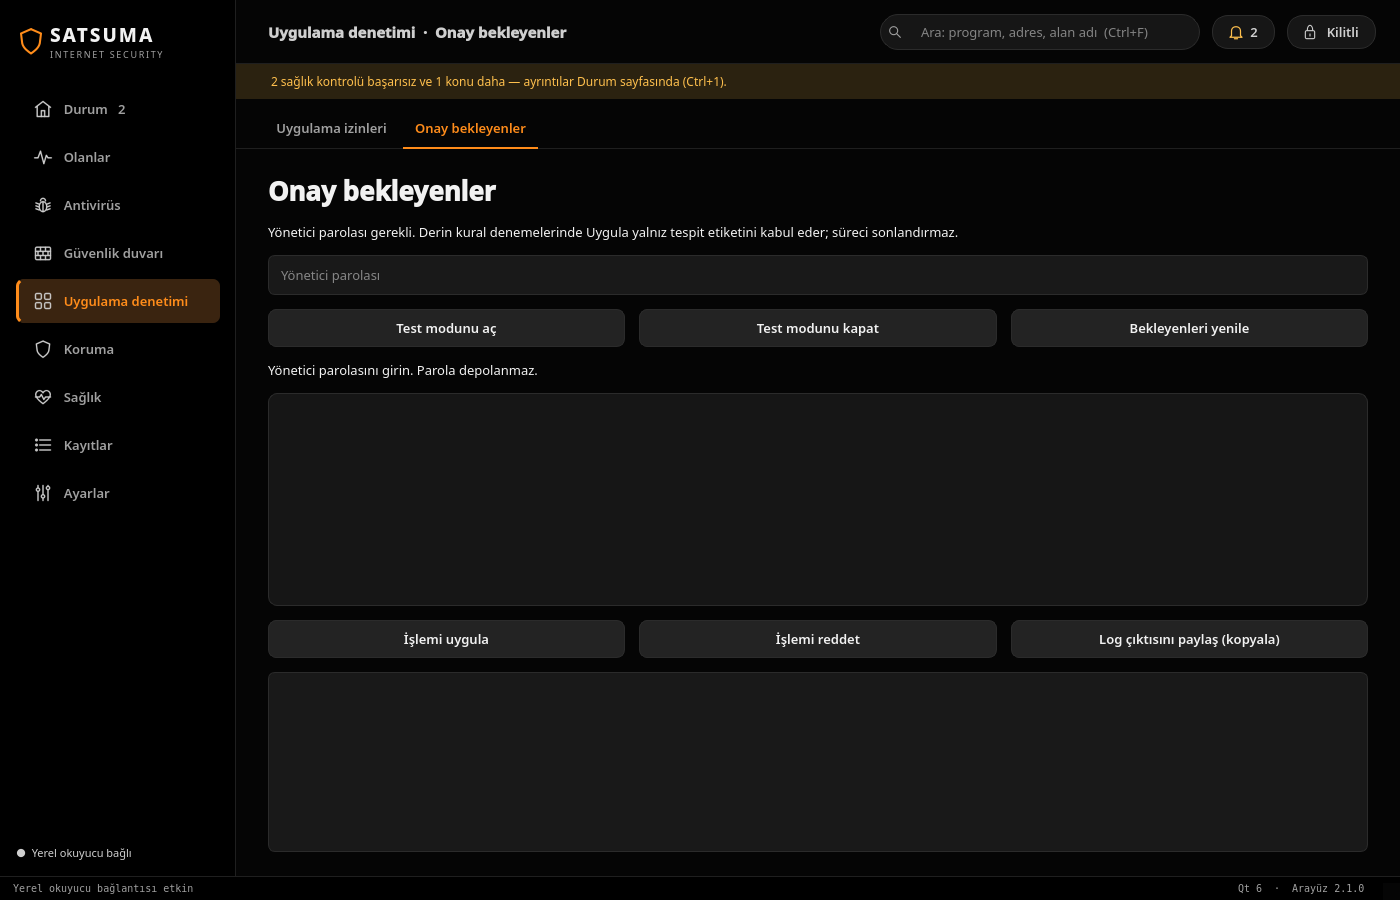 SATSUMA
INTERNET SECURITY
Uygulama denetimi · Onay bekleyenler
Ara: program, adres, alan adı (Ctrl+F)
2
Kilitli
2 sağlık kontrolü başarısız ve 1 konu daha — ayrıntılar Durum sayfasında (Ctrl+1).
Durum 2
Olanlar
Antivirüs
Güvenlik duvarı
Uygulama denetimi
Koruma
Sağlık
Kayıtlar
Ayarlar
Uygulama izinleri
Onay bekleyenler
Onay bekleyenler
Yönetici parolası gerekli. Derin kural denemelerinde Uygula yalnız tespit etiketini kabul eder; süreci sonlandırmaz.
Yönetici parolası
Test modunu aç
Test modunu kapat
Bekleyenleri yenile
Yönetici parolasını girin. Parola depolanmaz.
İşlemi uygula
İşlemi reddet
Log çıktısını paylaş (kopyala)
Yerel okuyucu bağlı
Yerel okuyucu bağlantısı etkin
Qt 6 · Arayüz 2.1.0